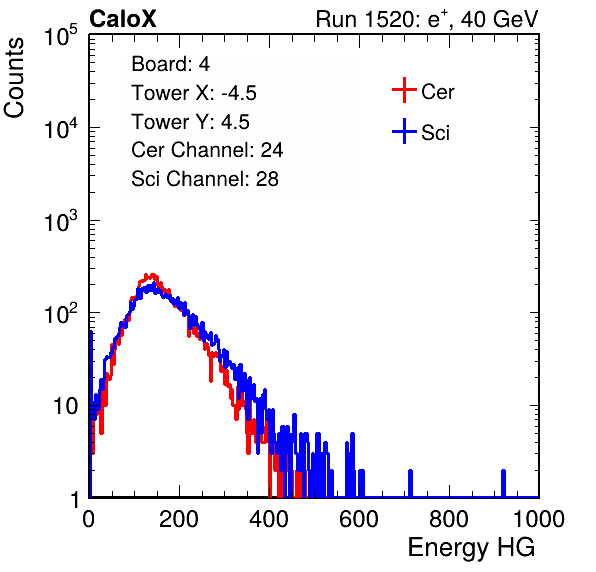 CaloX Run 1520: e⁺, 40 GeV
Counts
10⁵
10⁴
10³
10²
10
1
Board: 4
Tower X: -4.5
Tower Y: 4.5
Cer Channel: 24
Sci Channel: 28
Cer
Sci
0 200 400 600 800 1000
Energy HG